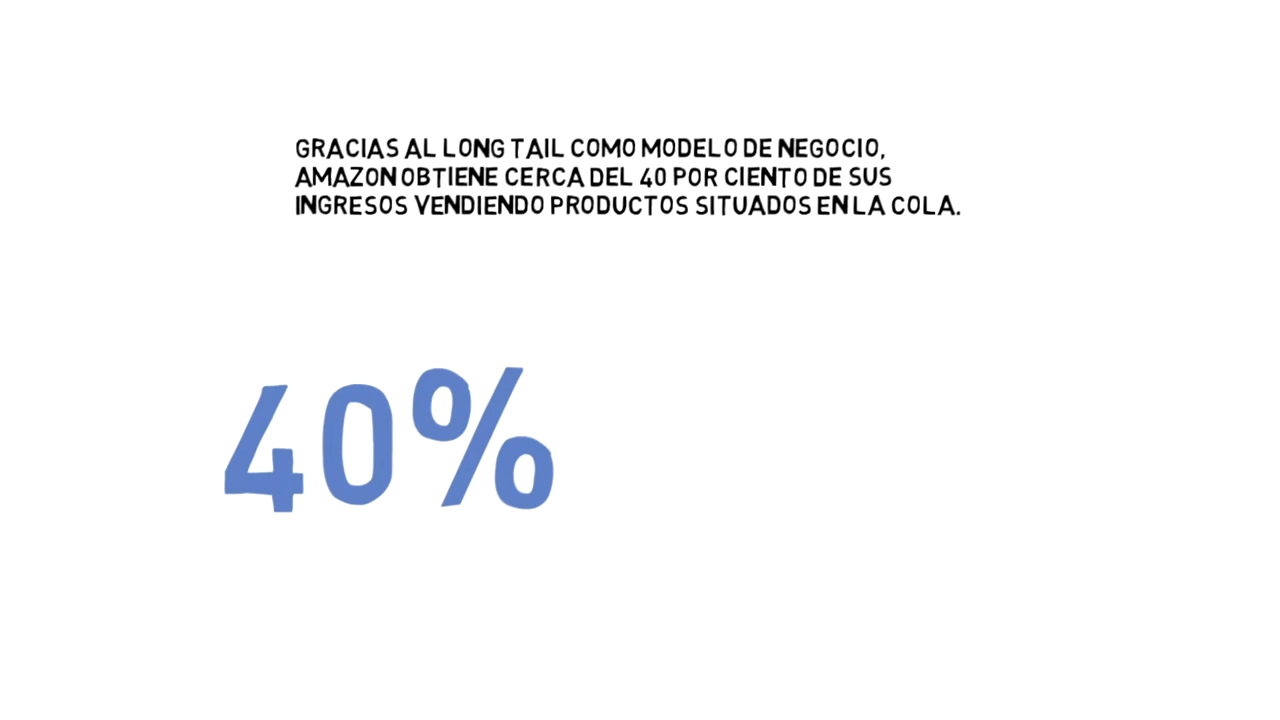 GRACIAS AL LONG TAIL COMO MODELO DE NEGOCIO,
AMAZON OBTIENE CERCA DEL 40 POR CIENTO DE SUS
INGRESOS VENDIENDO PRODUCTOS SITUADOS EN LA COLA.
40%